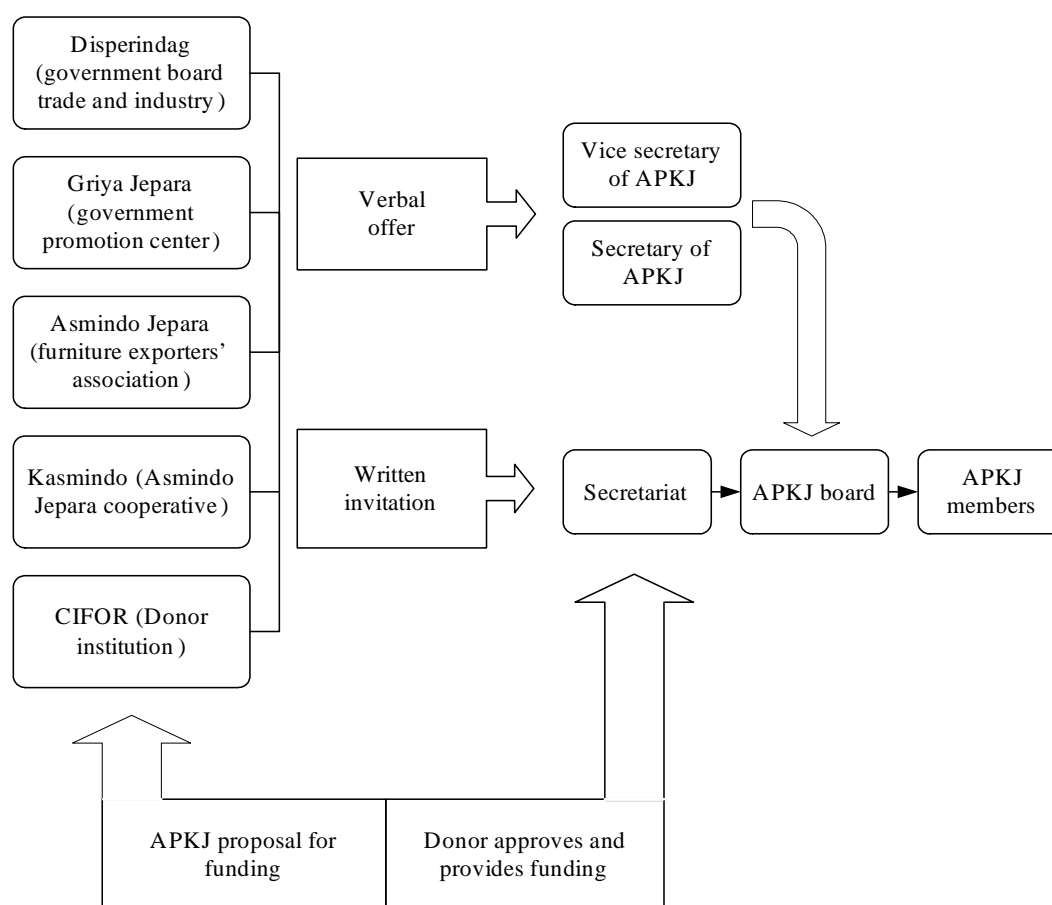 Disperindag
(government board
trade and industry )
Griya Jepara
(government
promotion center)
Asmindo Jepara
(furniture exporters’
association )
Kasmindo (Asmindo
Jepara cooperative )
CIFOR (Donor
institution )
Verbal
offer
Written
invitation
Vice secretary
of APKJ
Secretary of
APKJ
Secretariat
APKJ board
APKJ
members
APKJ proposal for
funding
Donor approves and
provides funding